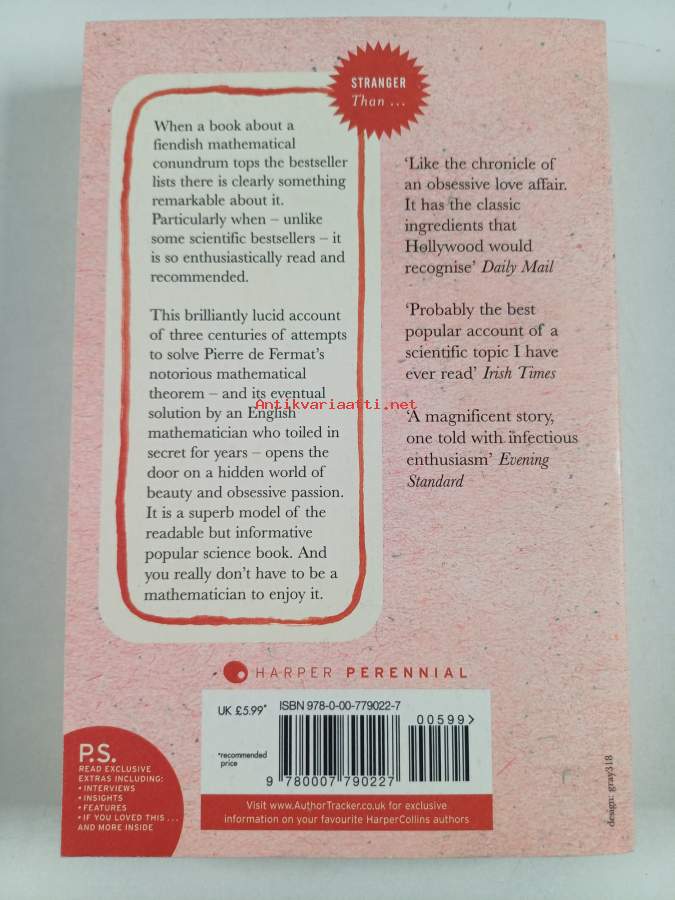 STRANGER
Than ...
When a book about a
fiendish mathematical
conundrum tops the bestseller
lists there is clearly something
remarkable about it.
Particularly when – unlike
some scientific bestsellers – it
is so enthusiastically read and
recommended.
This brilliantly lucid account
of three centuries of attempts
to solve Pierre de Fermat's
notorious mathematical
theorem – and its eventual
solution by an English
mathematician who toiled in
secret for years – opens the
door on a hidden world of
beauty and obsessive passion.
It is a superb model of the
readable but informative
popular science book. And
you really don't have to be a
mathematician to enjoy it.
'Like the chronicle of
an obsessive love affair.
It has the classic
ingredients that
Hollywood would
recognise' Daily Mail
'Probably the best
popular account of a
scientific topic I have
ever read' Irish Times
'A magnificent story,
one told with infectious
enthusiasm' Evening
Standard
Antikvariaatti.net
HARPER PERENNIAL
UK £5.99*
ISBN 978-0-00-779022-7
00599>
*recommended
price
9 780007 790227
Visit www.AuthorTracker.co.uk for exclusive
information on your favourite HarperCollins authors
P.S.
READ EXCLUSIVE
EXTRAS INCLUDING:
• INTERVIEWS
• INSIGHTS
• FEATURES
• IF YOU LOVED THIS ...
AND MORE INSIDE
design: gray318